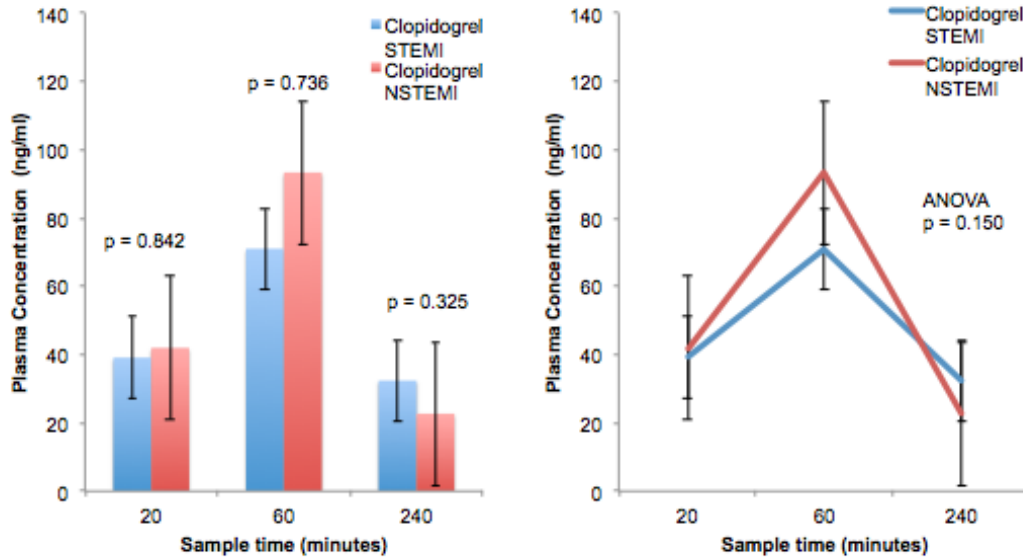 140
120
100
80
60
40
20
0
Plasma Concentration (ng/ml)
Clopidogrel
STEMI
Clopidogrel
NSTEMI
p = 0.842
p = 0.736
p = 0.325
20 60 240
Sample time (minutes)
140
120
100
80
60
40
20
0
Plasma Concentration (ng/ml)
Clopidogrel
STEMI
Clopidogrel
NSTEMI
ANOVA
p = 0.150
20 60 240
Sample time (minutes)